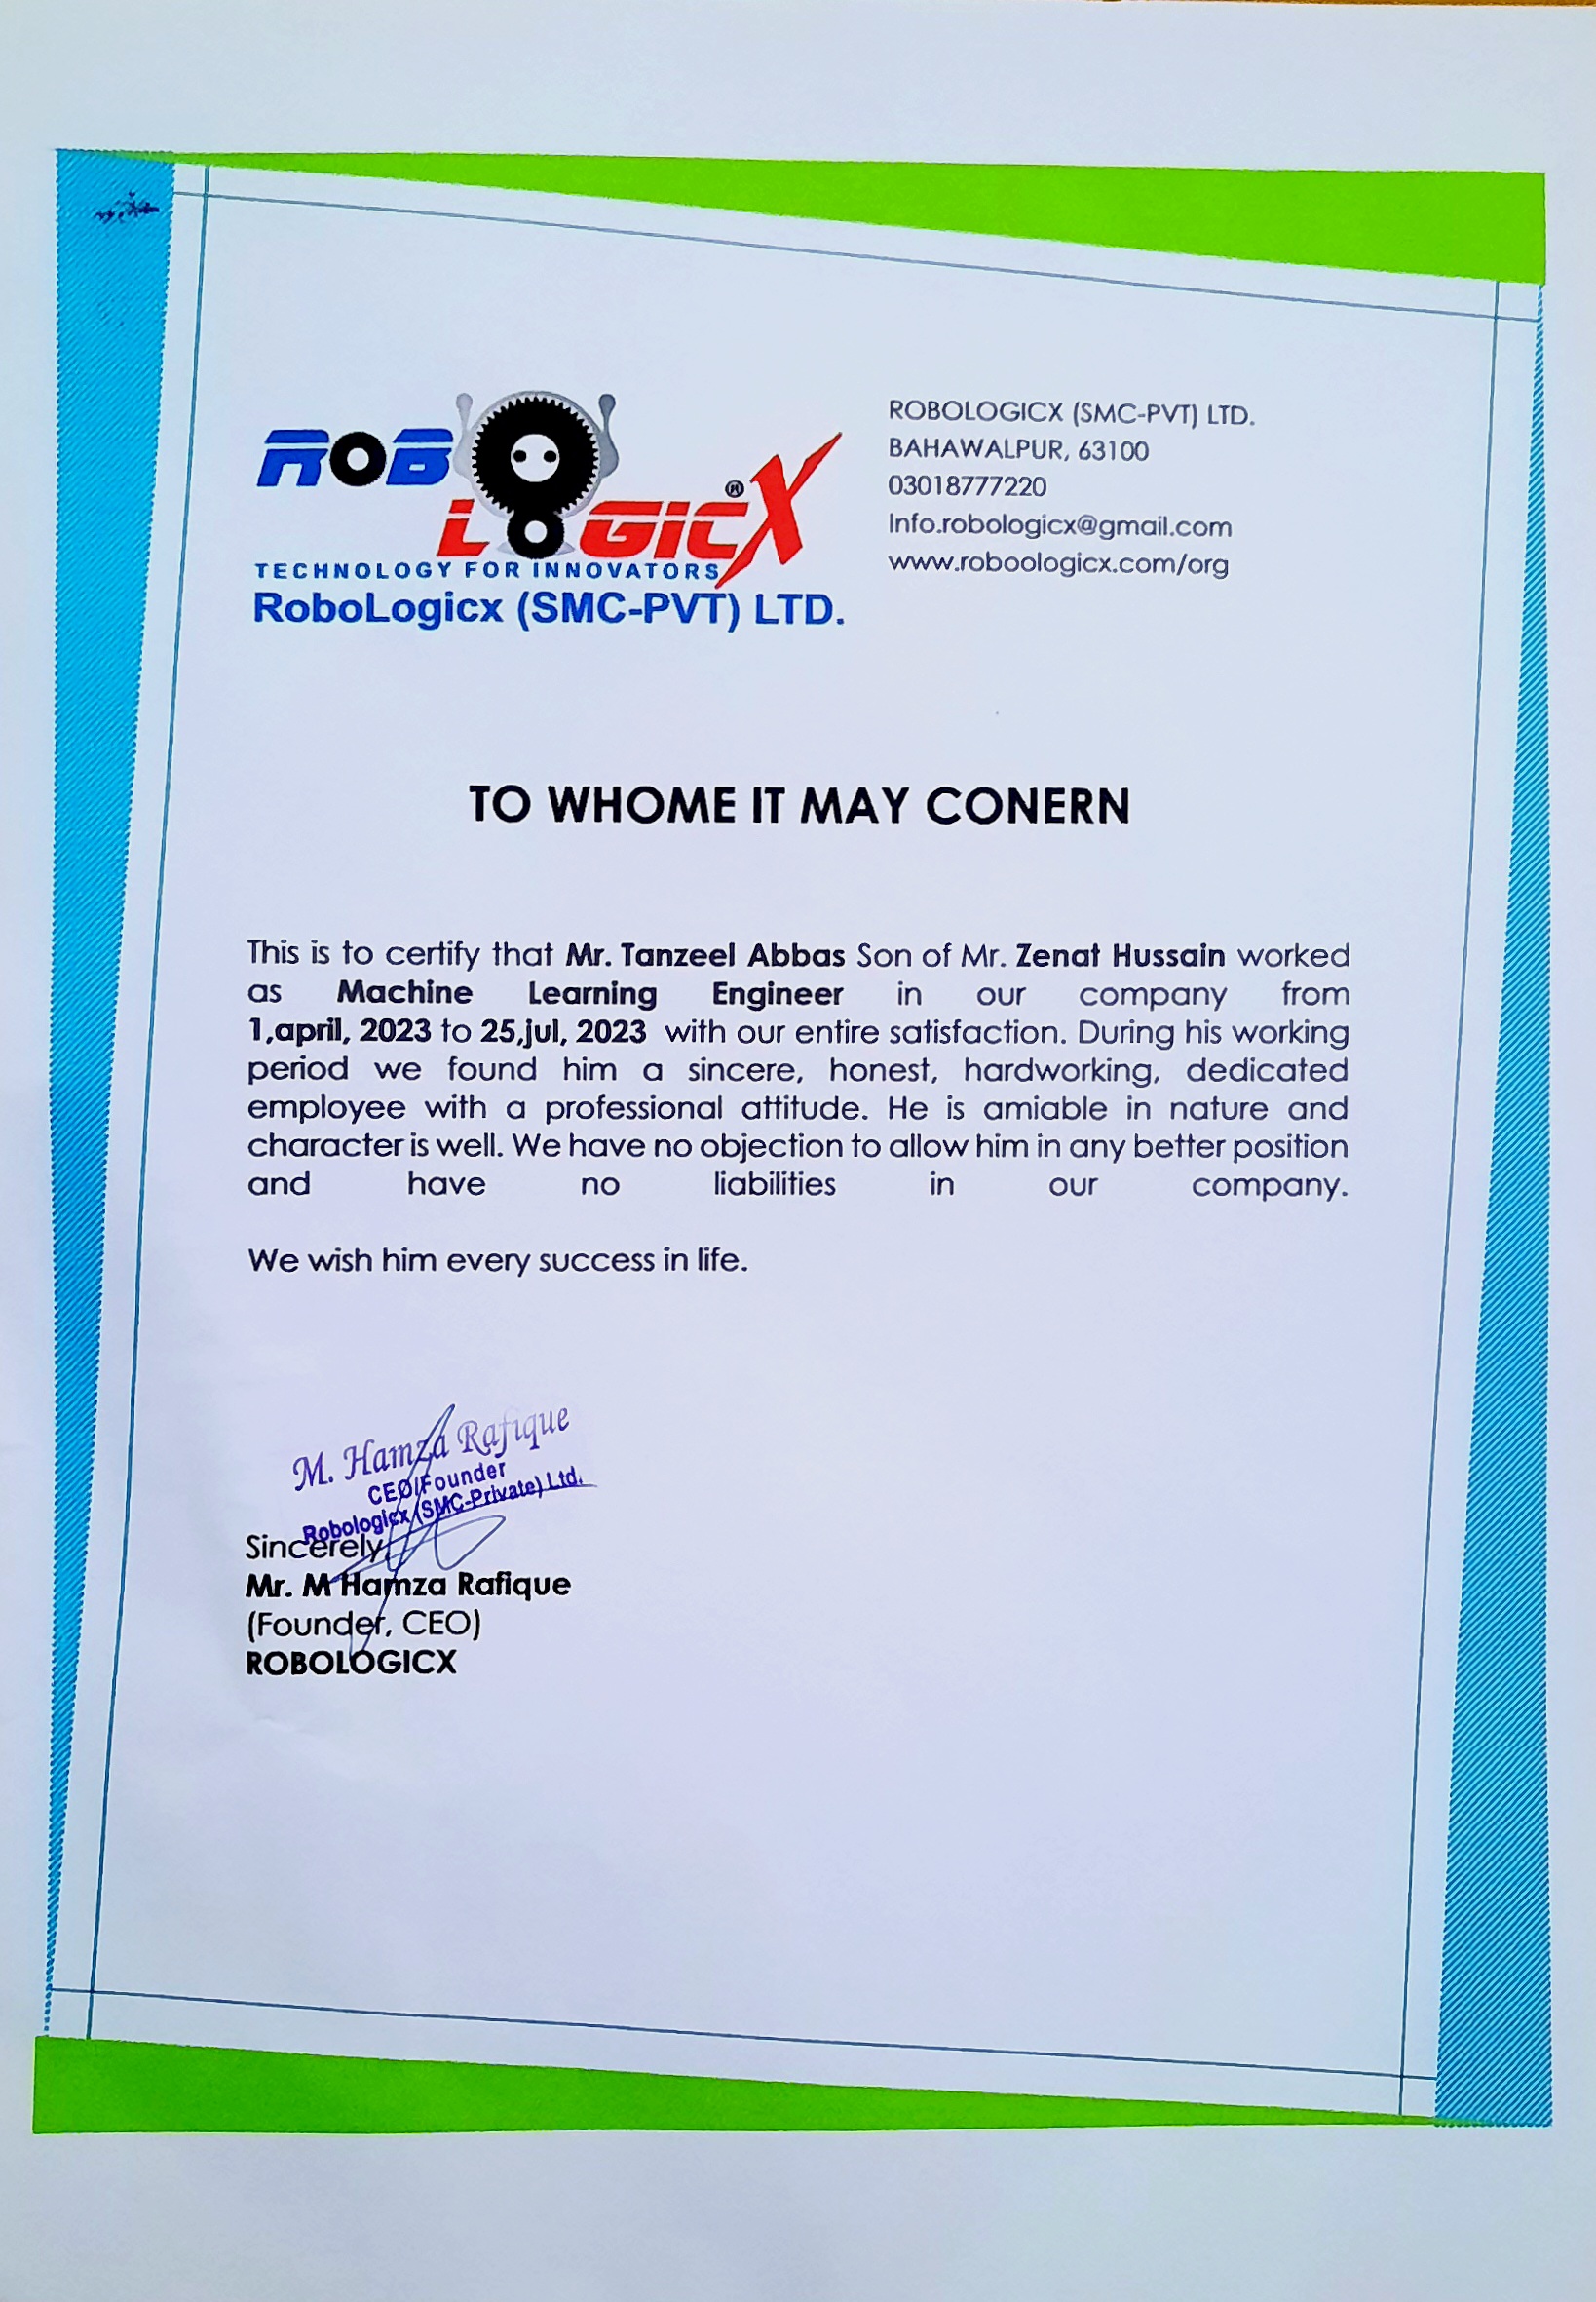 ROBO
LOGICX ®
TECHNOLOGY FOR INNOVATORS
RoboLogicx (SMC-PVT) LTD.
ROBOLOGICX (SMC-PVT) LTD.
BAHAWALPUR, 63100
03018777220
Info.robologicx@gmail.com
www.roboologicx.com/org
TO WHOME IT MAY CONERN
This is to certify that Mr. Tanzeel Abbas Son of Mr. Zenat Hussain worked
as Machine Learning Engineer in our company from
1,april, 2023 to 25,jul, 2023 with our entire satisfaction. During his working
period we found him a sincere, honest, hardworking, dedicated
employee with a professional attitude. He is amiable in nature and
character is well. We have no objection to allow him in any better position
and have no liabilities in our company.
We wish him every success in life.
M. Hamza Rafique
CEO/Founder
Robologicx (SMC-Private) Ltd.
Sincerely,
Mr. M Hamza Rafique
(Founder, CEO)
ROBOLOGICX